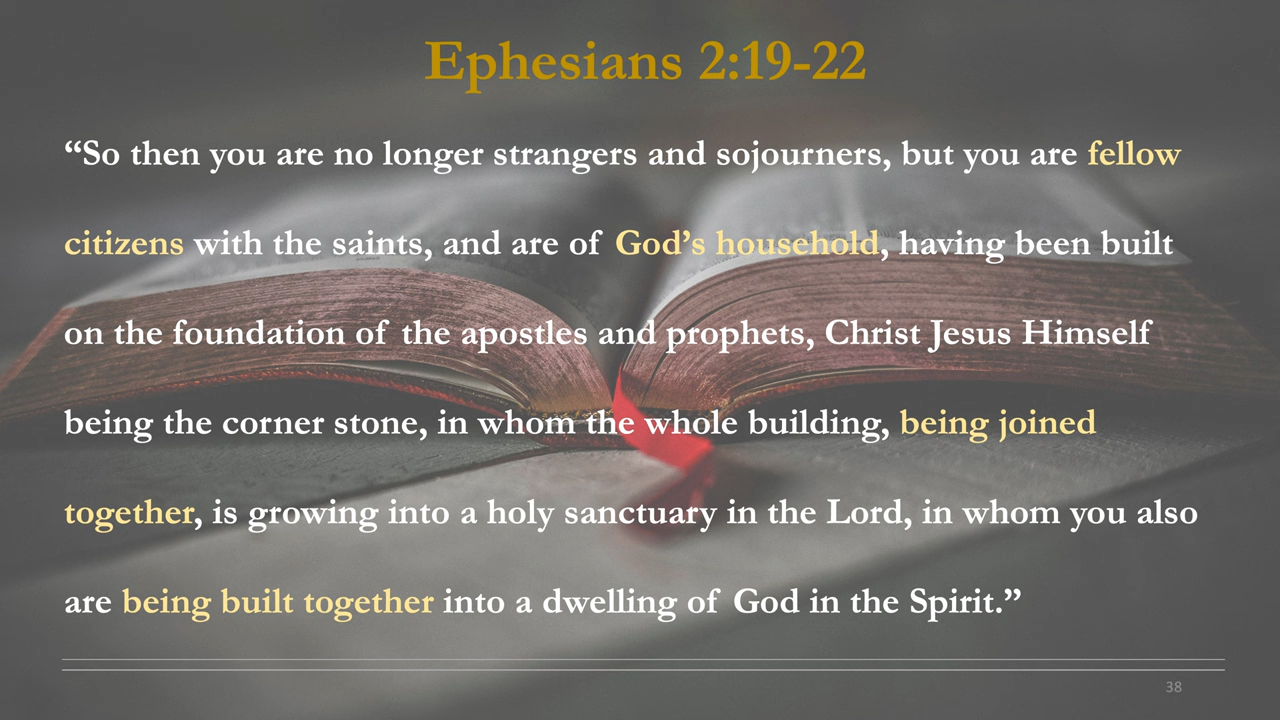 Ephesians 2:19-22
“So then you are no longer strangers and sojourners, but you are fellow
citizens with the saints, and are of God’s household, having been built
on the foundation of the apostles and prophets, Christ Jesus Himself
being the corner stone, in whom the whole building, being joined
together, is growing into a holy sanctuary in the Lord, in whom you also
are being built together into a dwelling of God in the Spirit.”
38